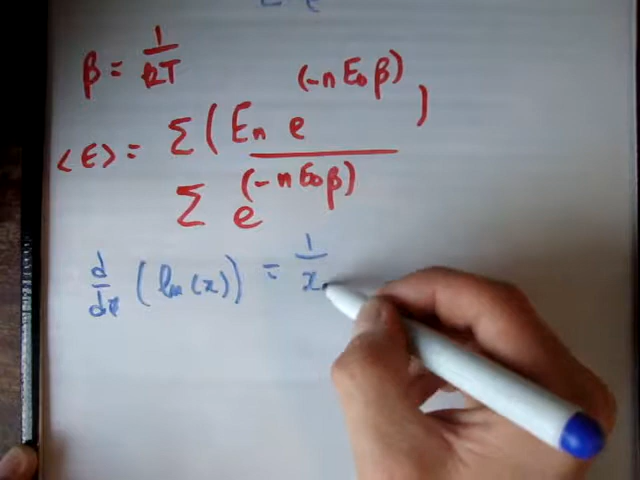 β = 1/kT
⟨E⟩ = Σ(Eₙ e^(-nE₀β)) / Σ e^(-nE₀β)
d/dx (ln(x)) = 1/x